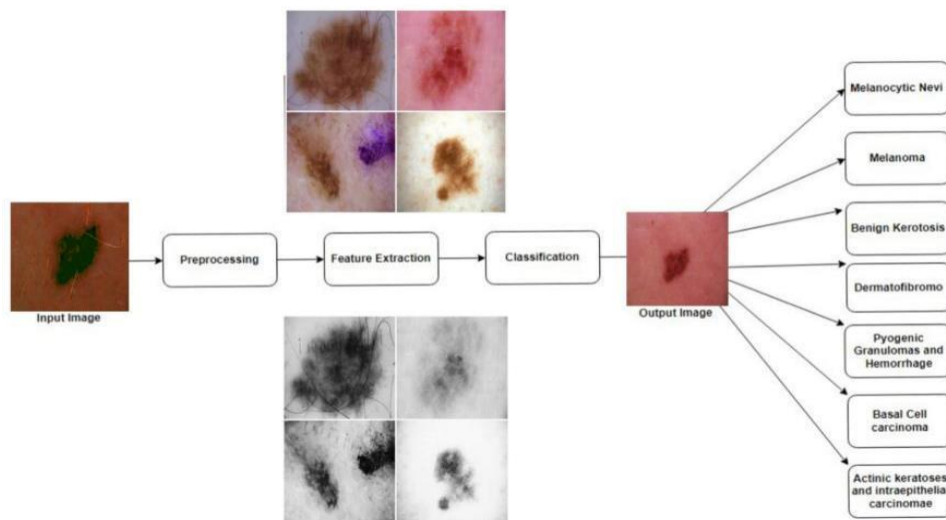 Input Image
Preprocessing
Feature Extraction
Classification
Output Image
Melanocytic Nevi
Melanoma
Benign Kerotosis
Dermatofibromo
Pyogenic
Granulomas and
Hemorrhage
Basal Cell
carcinoma
Actinic keratoses
and intraepithelia
carcinomae